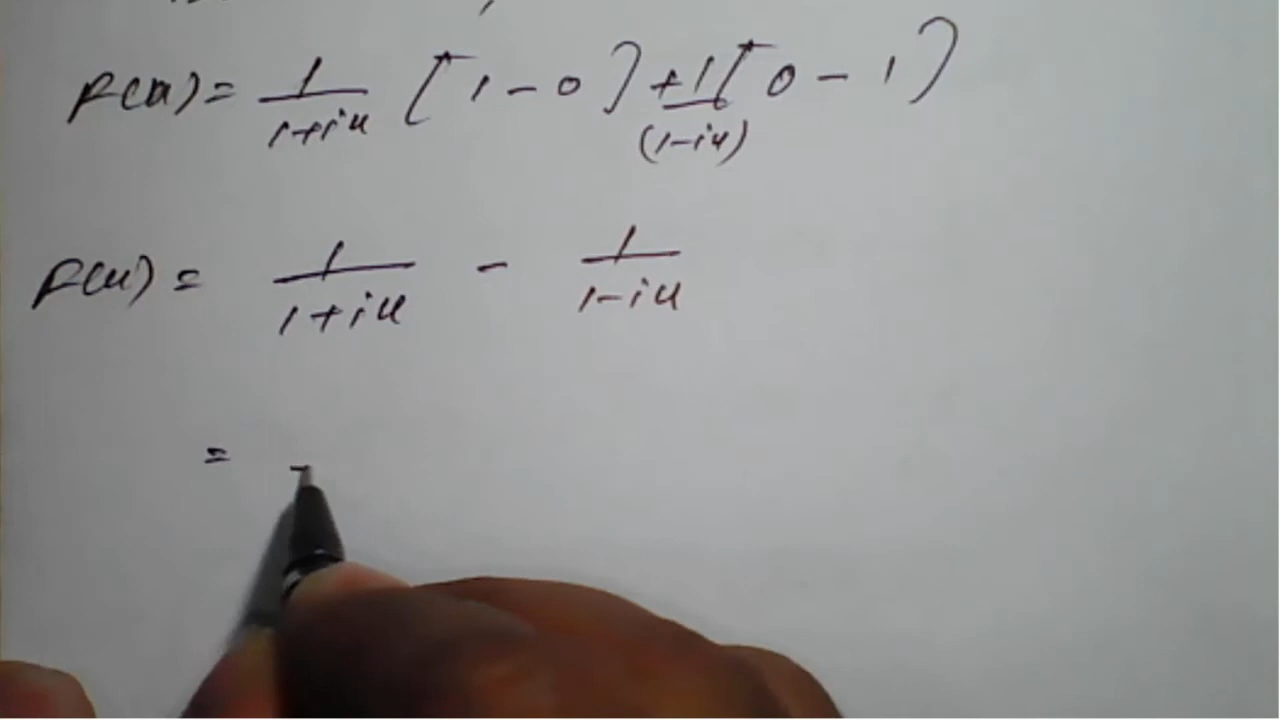 F(u) = 1/(1+iu) [1-0] + 1/(1-iu) [0-1]
F(u) = 1/(1+iu) - 1/(1-iu)
=